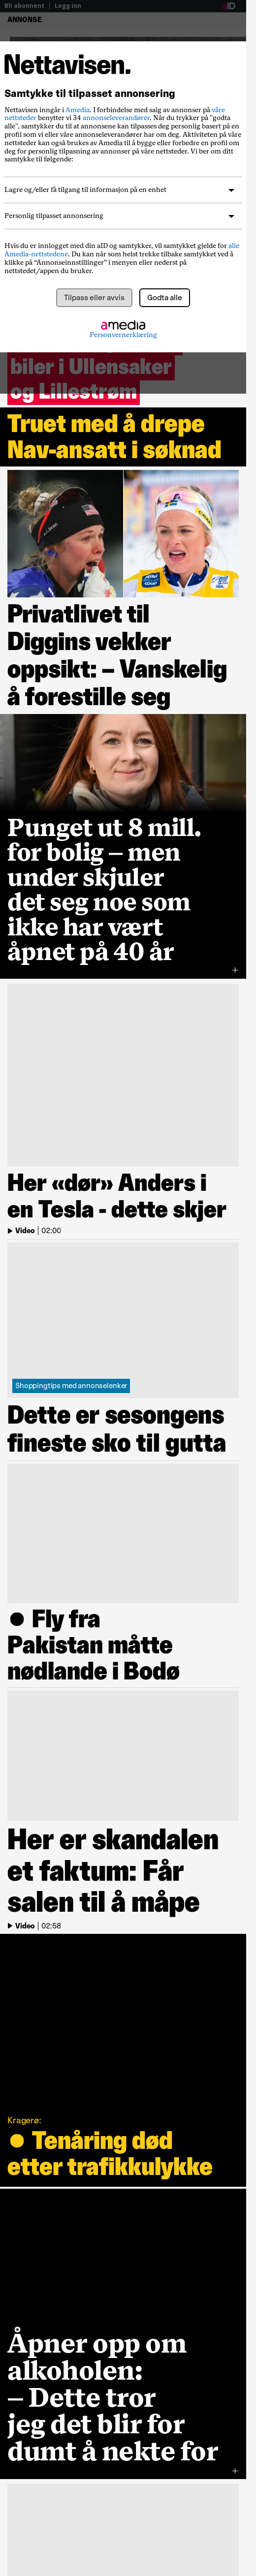 Bli abonnent | Logg inn
aID
ANNONSE
Nettavisen.
Samtykke til tilpasset annonsering
Nettavisen inngår i Amedia. I forbindelse med salg av annonser på våre
nettsteder benytter vi 34 annonseleverandører. Når du trykker på "godta
alle", samtykker du til at annonsene kan tilpasses deg personlig basert på en
profil som vi eller våre annonseleverandører har om deg. Aktiviteten på våre
nettsteder kan også brukes av Amedia til å bygge eller forbedre en profil om
deg for personlig tilpasning av annonser på våre nettsteder. Vi ber om ditt
samtykke til følgende:
Lagre og/eller få tilgang til informasjon på en enhet
Personlig tilpasset annonsering
Hvis du er innlogget med din aID og samtykker, vil samtykket gjelde for alle
Amedia-nettstedene. Du kan når som helst trekke tilbake samtykket ved å
klikke på “Annonseinnstillinger” i menyen eller nederst på
nettstedet/appen du bruker.
Tilpass eller avvis
Godta alle
amedia
Personvernerklæring
biler i Ullensaker
og Lillestrøm
Truet med å drepe
Nav-ansatt i søknad
Privatlivet til
Diggins vekker
oppsikt: – Vanskelig
å forestille seg
Punget ut 8 mill.
for bolig – men
under skjuler
det seg noe som
ikke har vært
åpnet på 40 år
+
Her «dør» Anders i
en Tesla - dette skjer
Video | 02:00
Shoppingtips med annonselenker
Dette er sesongens
fineste sko til gutta
● Fly fra
Pakistan måtte
nødlande i Bodø
Her er skandalen
et faktum: Får
salen til å måpe
Video | 02:58
Kragerø:
● Tenåring død
etter trafikkulykke
Åpner opp om
alkoholen:
– Dette tror
jeg det blir for
dumt å nekte for
+